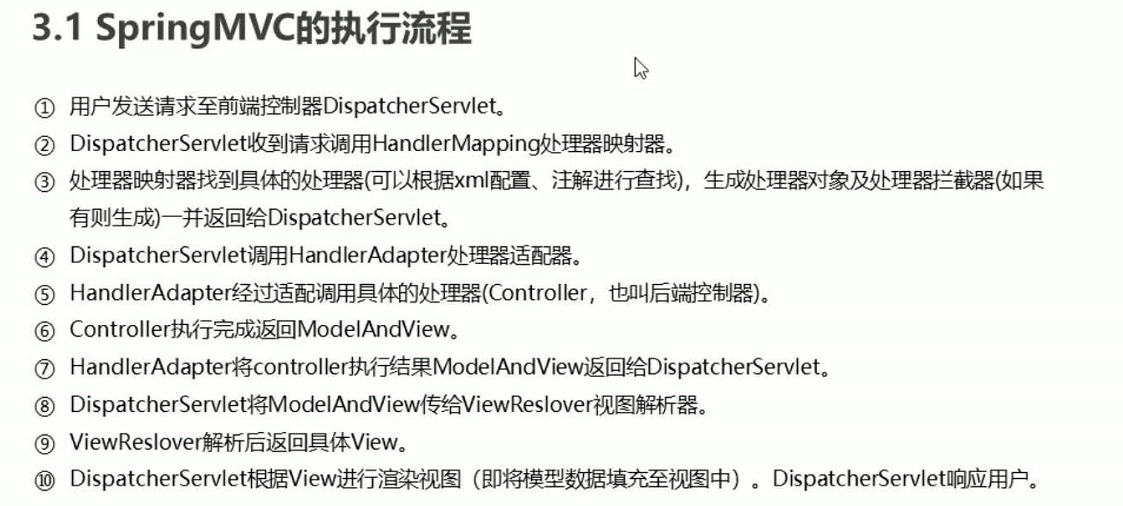 3.1 SpringMVC的执行流程
① 用户发送请求至前端控制器DispatcherServlet。
② DispatcherServlet收到请求调用HandlerMapping处理器映射器。
③ 处理器映射器找到具体的处理器(可以根据xml配置、注解进行查找)，生成处理器对象及处理器拦截器(如果
有则生成)一并返回给DispatcherServlet。
④ DispatcherServlet调用HandlerAdapter处理器适配器。
⑤ HandlerAdapter经过适配调用具体的处理器(Controller，也叫后端控制器)。
⑥ Controller执行完成返回ModelAndView。
⑦ HandlerAdapter将controller执行结果ModelAndView返回给DispatcherServlet。
⑧ DispatcherServlet将ModelAndView传给ViewReslover视图解析器。
⑨ ViewReslover解析后返回具体View。
⑩ DispatcherServlet根据View进行渲染视图（即将模型数据填充至视图中）。DispatcherServlet响应用户。